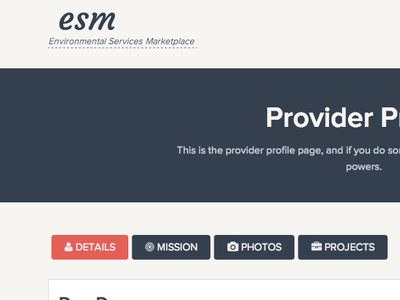 esm
Environmental Services Marketplace
Provider
This is the provider profile page, and if you do
powers.
DETAILS
MISSION
PHOTOS
PROJECTS